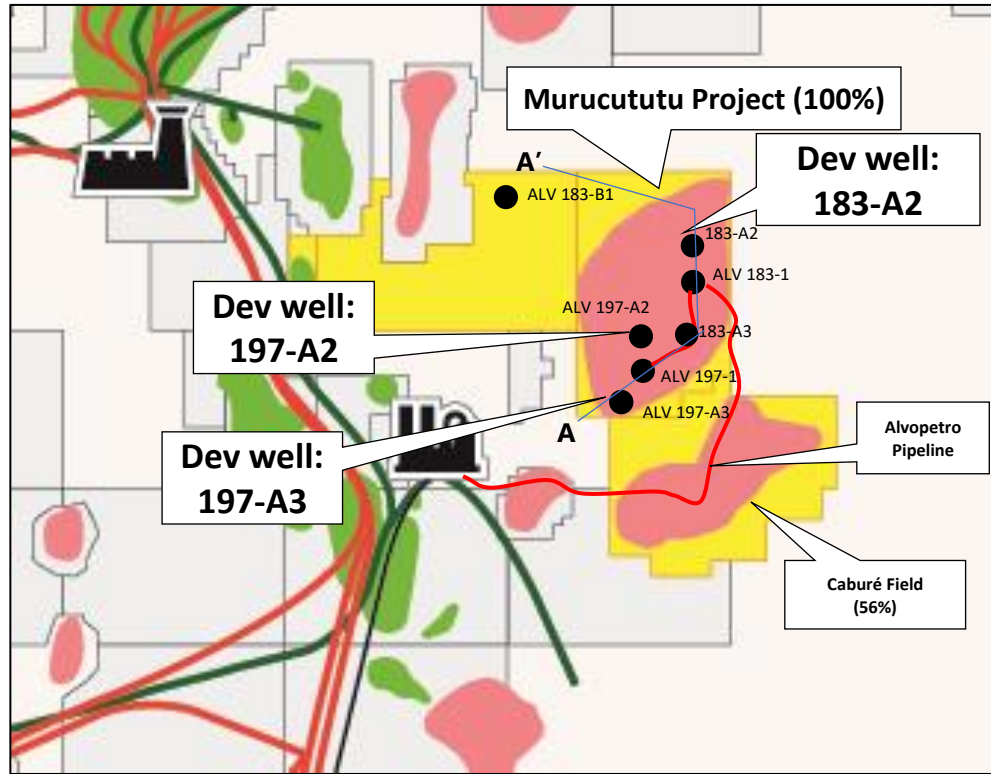 Murucututu Project (100%)
A'
Dev well:
183-A2
ALV 183-B1
183-A2
ALV 183-1
Dev well:
197-A2
ALV 197-A2
183-A3
ALV 197-1
ALV 197-A3
A
Dev well:
197-A3
Alvopetro
Pipeline
Caburé Field
(56%)